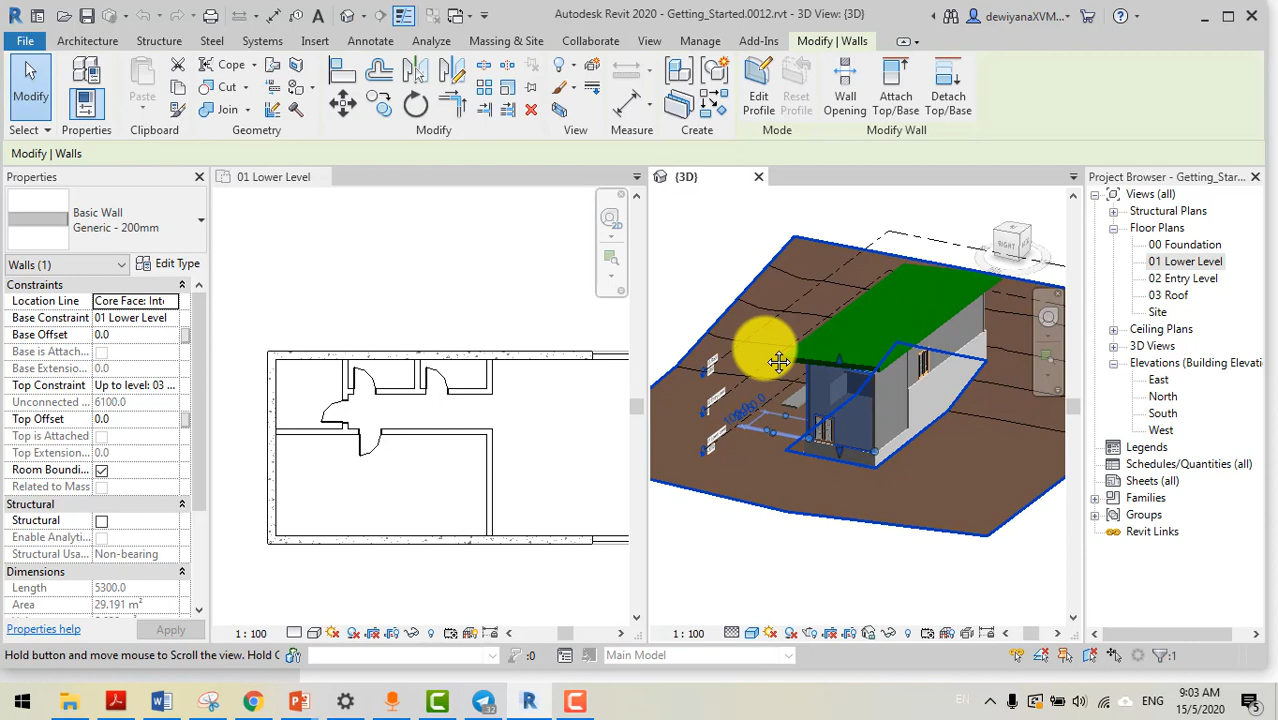 Autodesk Revit 2020 - Getting_Started.0012.rvt - 3D View: {3D}
dewiyanaXVM...
File Architecture Structure Steel Systems Insert Annotate Analyze Massing & Site Collaborate View Manage Add-Ins Modify | Walls
Modify
Paste
Cope
Cut
Join
Edit Profile
Reset Profile
Wall Opening
Attach Top/Base
Detach Top/Base
Select Properties Clipboard Geometry Modify View Measure Create Mode Modify Wall
Modify | Walls
Properties
Basic Wall
Generic - 200mm
Walls (1)
Edit Type
Constraints
Location Line Core Face: Int
Base Constraint 01 Lower Level
Base Offset 0.0
Base is Attach...
Base Extension...
Top Constraint Up to level: 03 ...
Unconnected ... 6100.0
Top Offset 0.0
Top is Attached
Top Extension...
Room Boundi...
Related to Mass
Structural
Structural
Enable Analyti...
Structural Usa... Non-bearing
Dimensions
Length 5300.0
Area 29.191 m²
Properties help
Apply
01 Lower Level
2D
1 : 100
{3D}
RIGHT
1 : 100
Project Browser - Getting_Star...
Views (all)
Structural Plans
Floor Plans
00 Foundation
01 Lower Level
02 Entry Level
03 Roof
Site
Ceiling Plans
3D Views
Elevations (Building Elevati
East
North
South
West
Legends
Schedules/Quantities (all)
Sheets (all)
Families
Groups
Revit Links
Hold button and move mouse to Scroll the view. Hold C
:0
Main Model
:1
32
EN
ENG
9:03 AM
15/5/2020
5